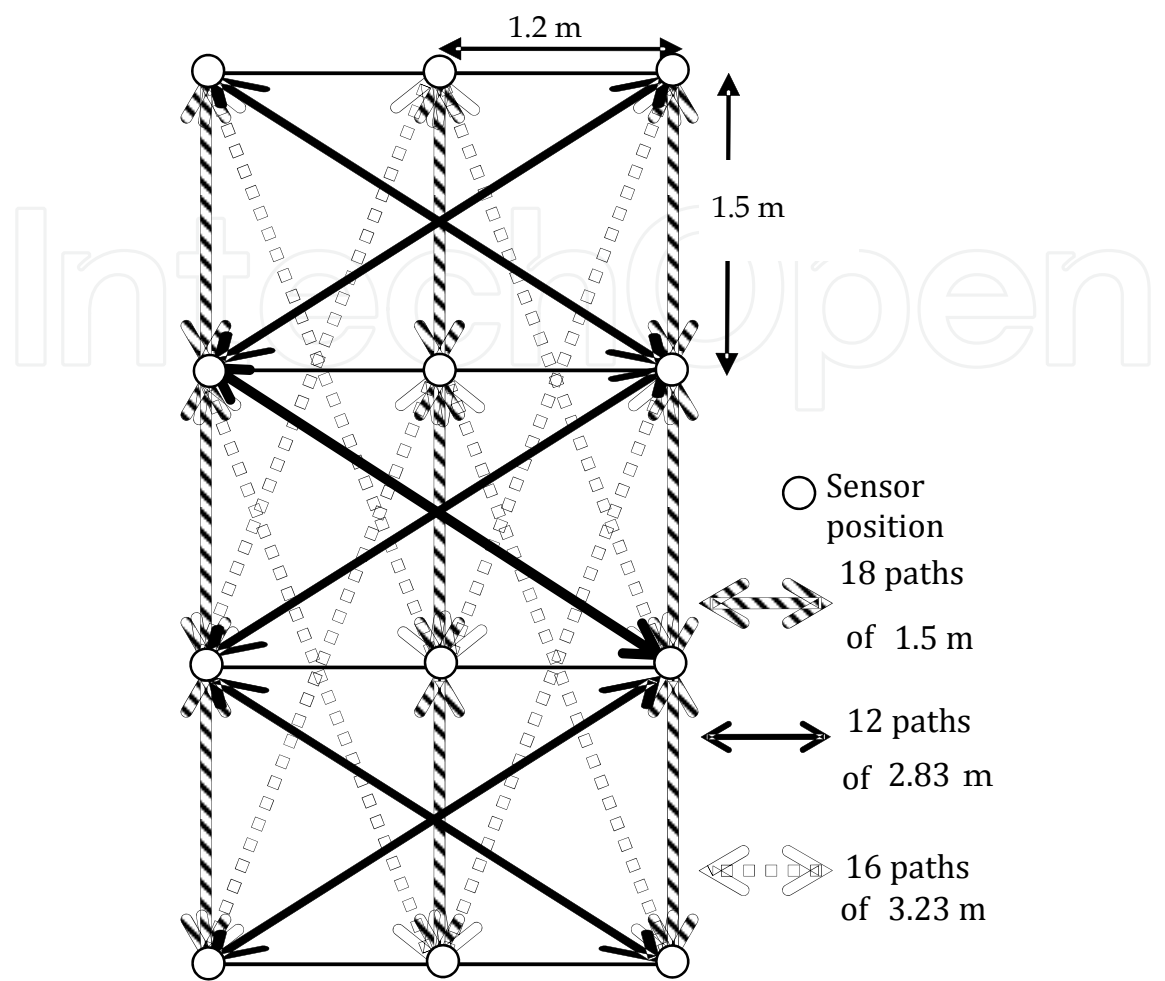 1.2 m
1.5 m
IntechOpen
Sensor
position
18 paths
of 1.5 m
12 paths
of 2.83 m
16 paths
of 3.23 m